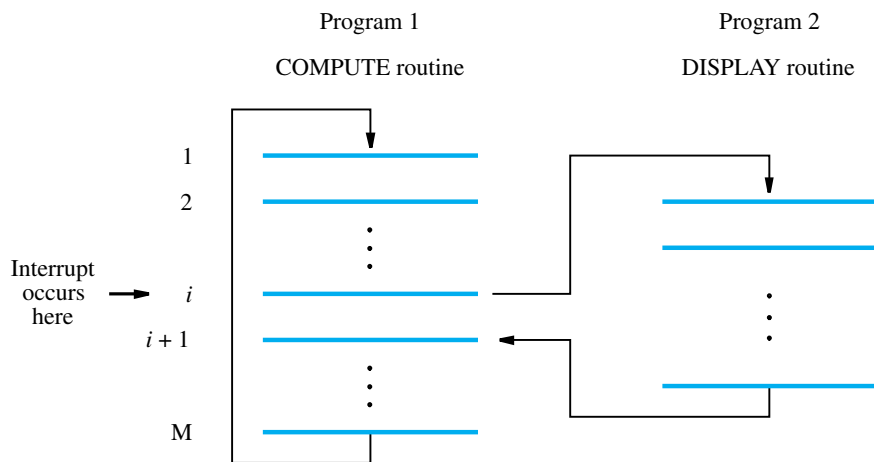 Program 1
COMPUTE routine
Program 2
DISPLAY routine
1
2
Interrupt
occurs
here
i
i + 1
M